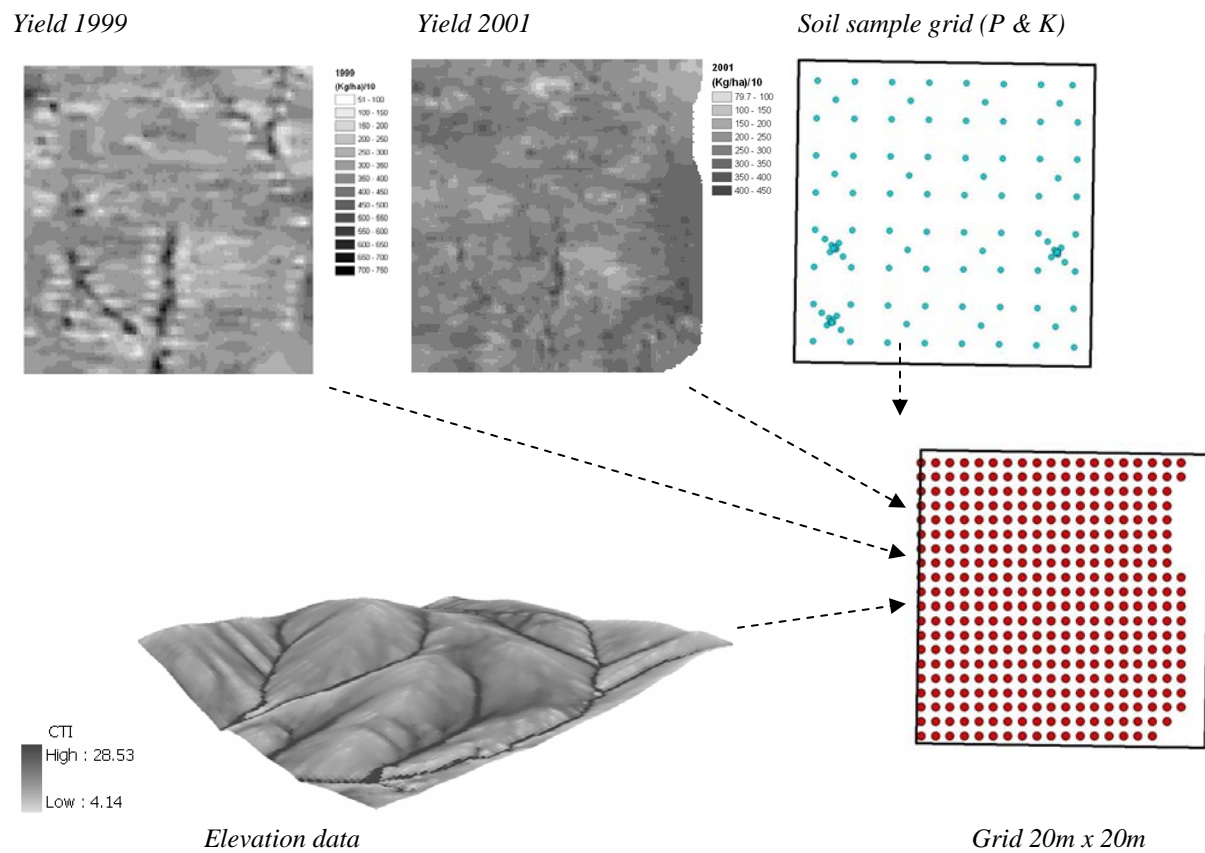 Yield 1999
Yield 2001
Soil sample grid (P & K)
1999
(Kg/ha)/10
51 - 100
100 - 150
150 - 200
200 - 250
250 - 300
300 - 350
350 - 400
400 - 450
450 - 500
500 - 550
550 - 600
600 - 650
650 - 700
700 - 750
2001
(Kg/ha)/10
79.7 - 100
100 - 150
150 - 200
200 - 250
250 - 300
300 - 350
350 - 400
400 - 450
CTI
High : 28.53
Low : 4.14
Elevation data
Grid 20m x 20m